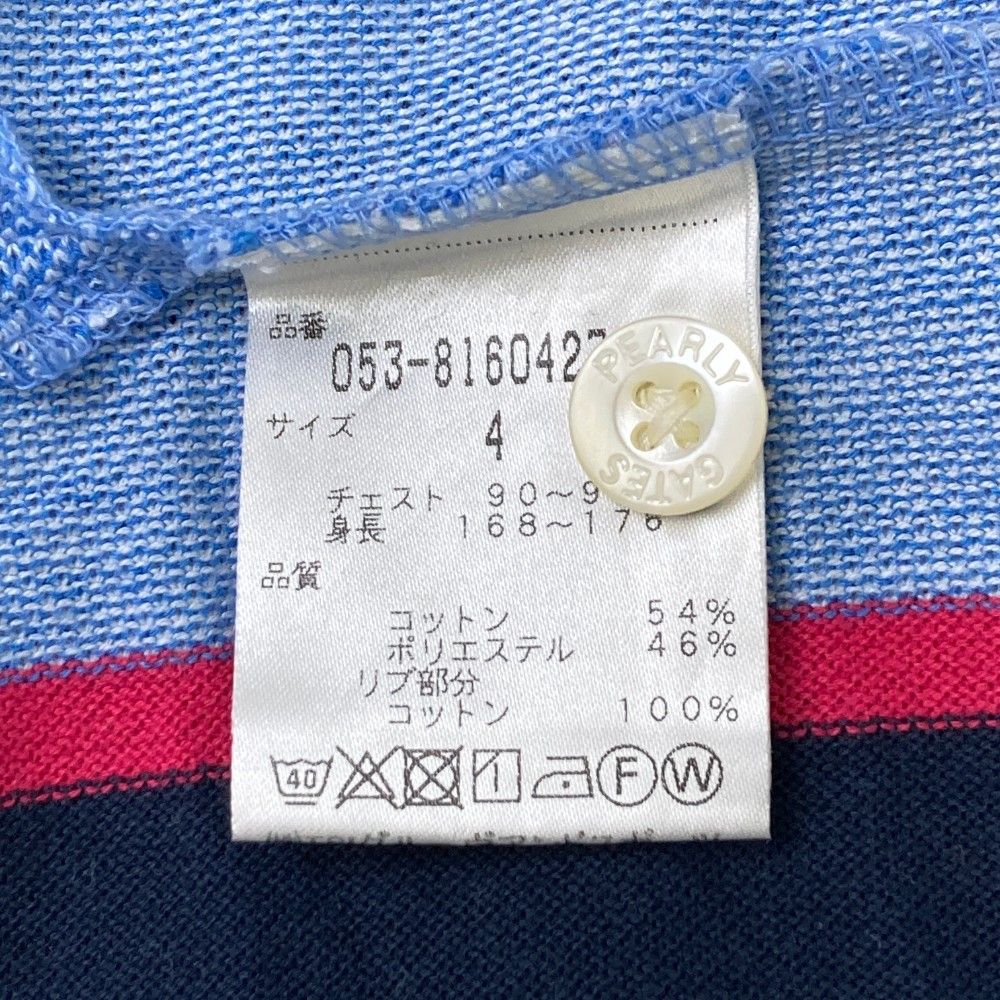 品番
053-8160427
PEARLY
GATES
サイズ 4
チェスト 90〜9
身長 168〜176
品質
コットン 54%
ポリエステル 46%
リブ部分
コットン 100%
40
F W